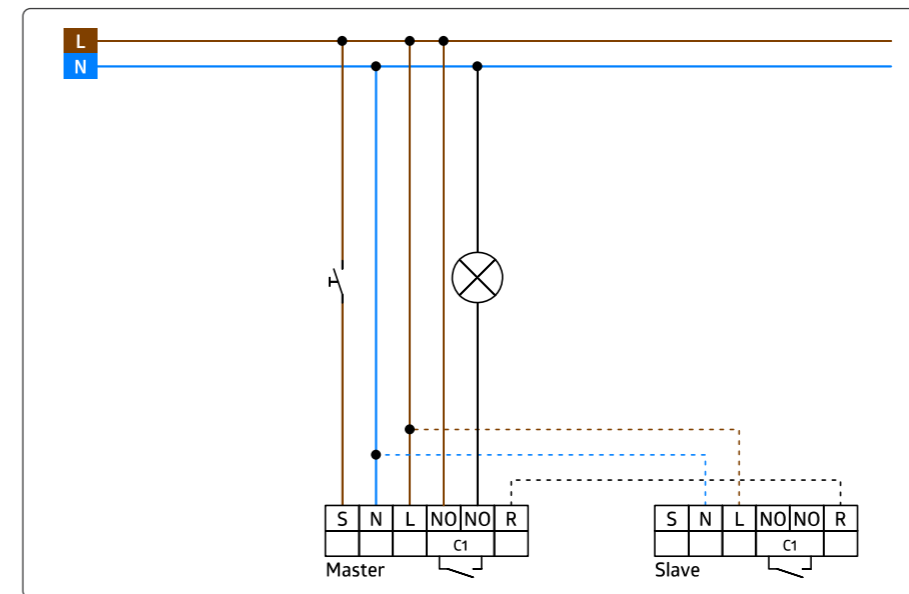 L
N
S N L NO NO R
C1
Master
S N L NO NO R
C1
Slave